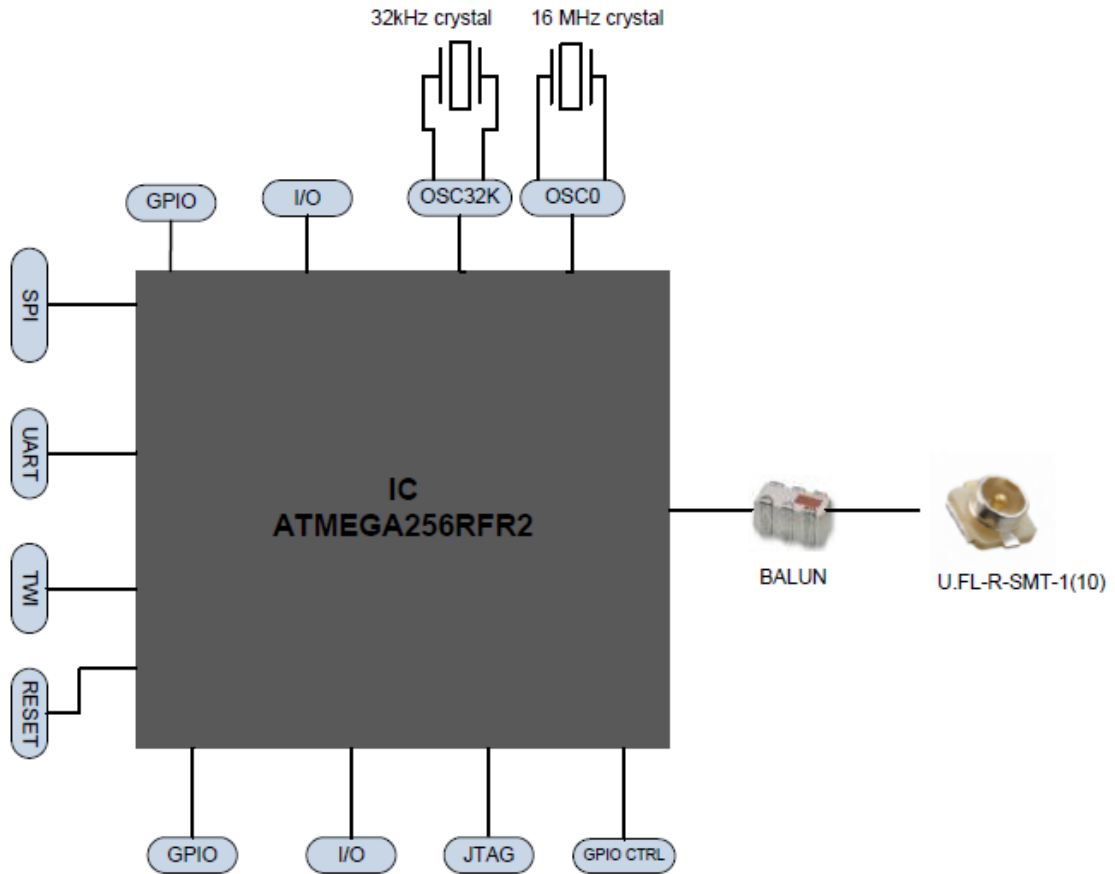 32kHz crystal
16 MHz crystal
GPIO
I/O
OSC32K
OSC0
SPI
UART
TWI
RESET
IC
ATMEGA256RFR2
BALUN
U.FL-R-SMT-1(10)
GPIO
I/O
JTAG
GPIO CTRL